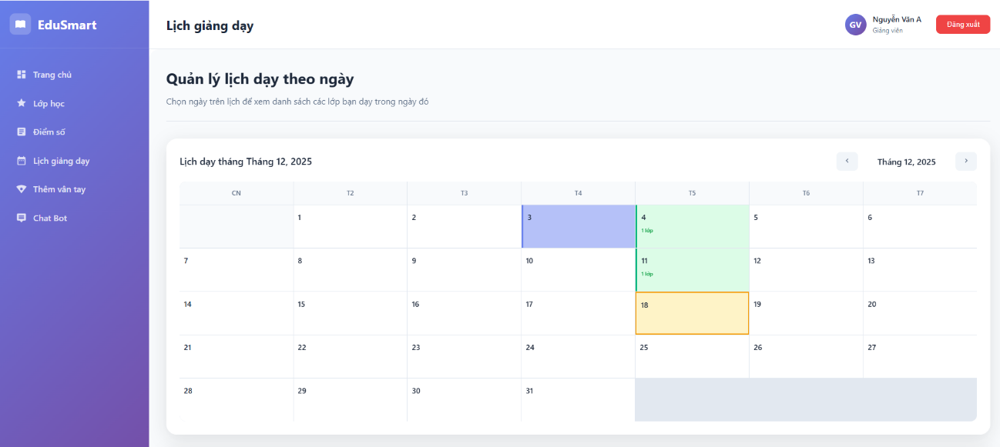 EduSmart
Trang chủ
Lớp học
Điểm số
Lịch giảng dạy
Thêm vân tay
Chat Bot
Lịch giảng dạy
GV
Nguyễn Văn A
Giảng viên
Đăng xuất
Quản lý lịch dạy theo ngày
Chọn ngày trên lịch để xem danh sách các lớp bạn dạy trong ngày đó
Lịch dạy tháng Tháng 12, 2025
‹ Tháng 12, 2025 ›
CN T2 T3 T4 T5 T6 T7
1 2 3 4 5 6
1 lớp
7 8 9 10 11 12 13
1 lớp
14 15 16 17 18 19 20
21 22 23 24 25 26 27
28 29 30 31